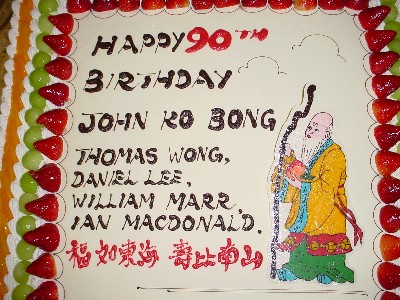 HAPPY 90TH
BIRTHDAY
JOHN KO BONG
THOMAS WONG,
DANIEL LEE,
WILLIAM MARR,
IAN MACDONALD.
福如東海 壽比南山